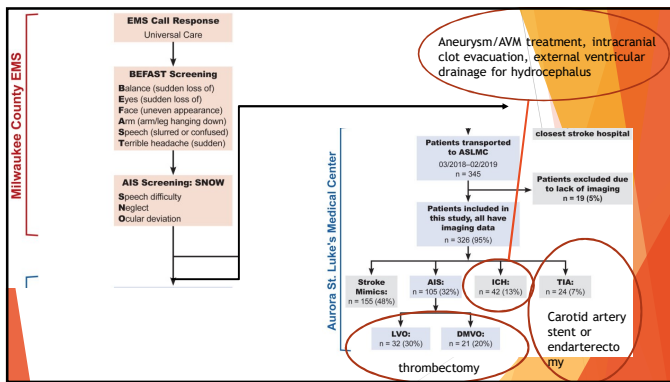 Milwaukee County EMS
EMS Call Response
Universal Care
BEFAST Screening
Balance (sudden loss of)
Eyes (sudden loss of)
Face (uneven appearance)
Arm (arm/leg hanging down)
Speech (slurred or confused)
Terrible headache (sudden)
AIS Screening: SNOW
Speech difficulty
Neglect
Ocular deviation
Aneurysm/AVM treatment, intracranial
clot evacuation, external ventricular
drainage for hydrocephalus
closest stroke hospital
Aurora St. Luke's Medical Center
Patients transported
to ASLMC
03/2018–02/2019
n = 345
Patients excluded due
to lack of imaging
n = 19 (5%)
Patients included in
this study, all have
imaging data
n = 326 (95%)
Stroke
Mimics:
n = 155 (48%)
AIS:
n = 105 (32%)
ICH:
n = 42 (13%)
TIA:
n = 24 (7%)
LVO:
n = 32 (30%)
DMVO:
n = 21 (20%)
thrombectomy
Carotid artery
stent or
endarterecto
my